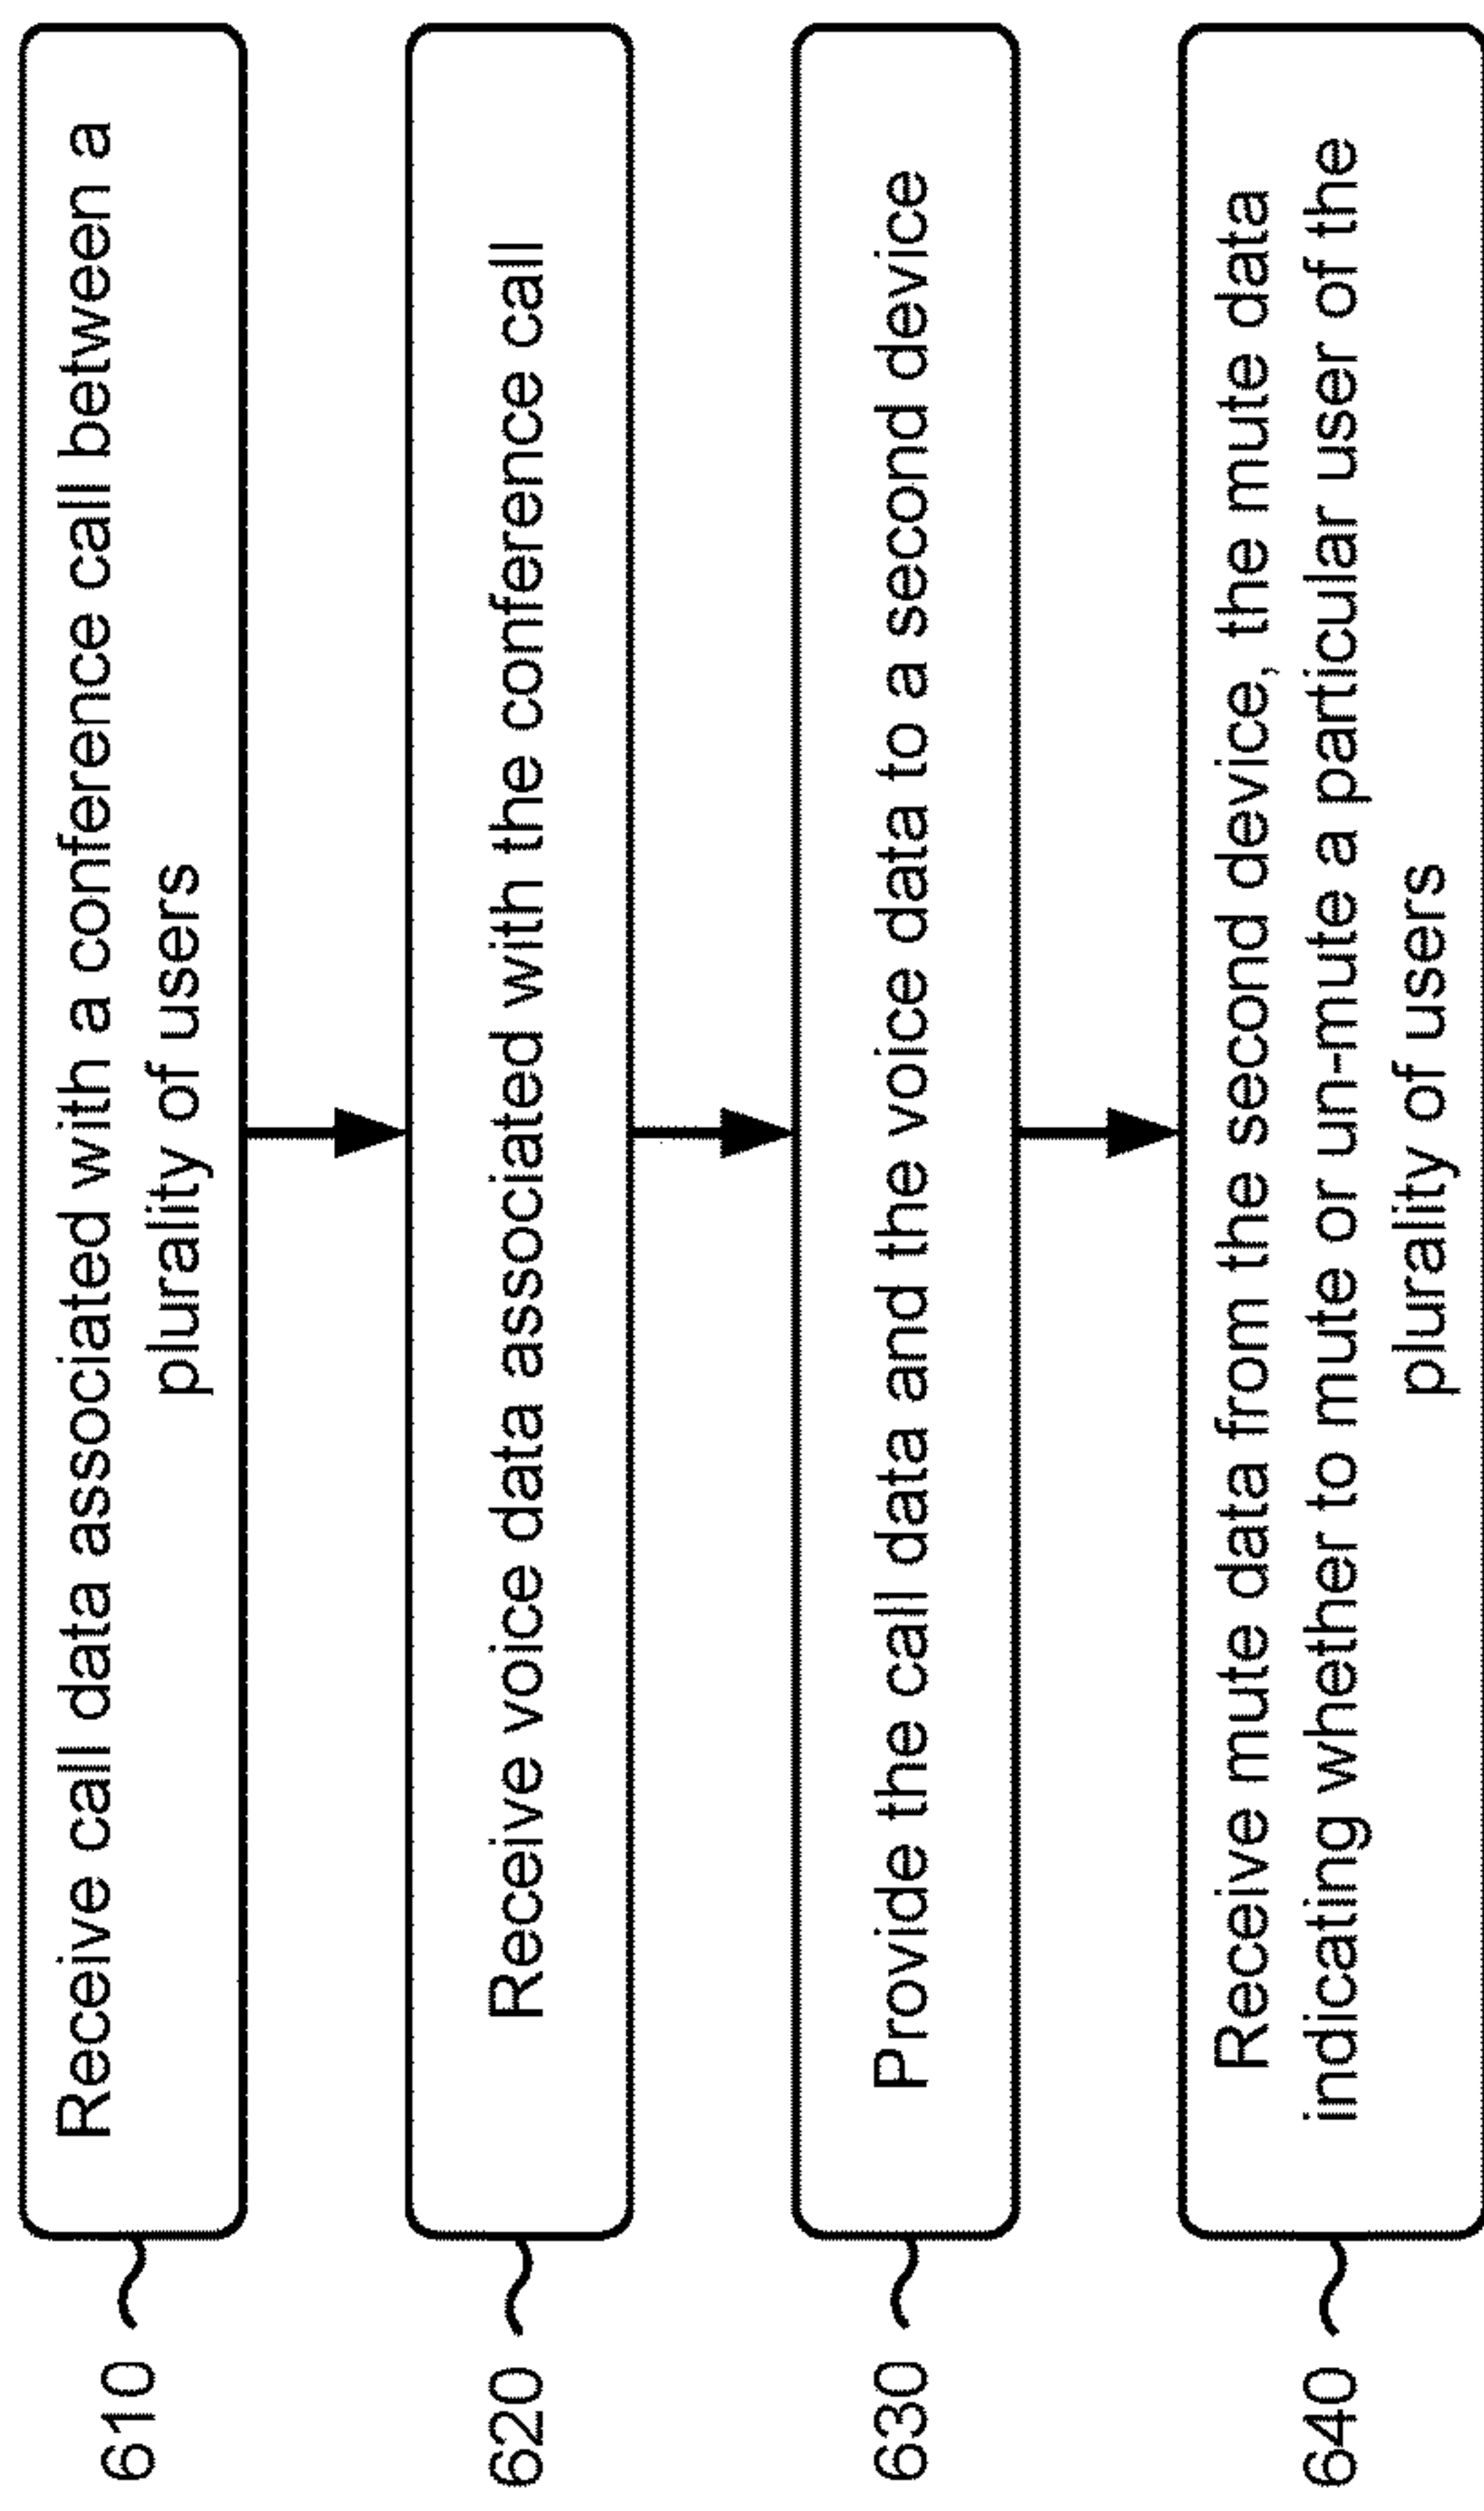 610
Receive call data associated with a conference call between a
plurality of users
620
Receive voice data associated with the conference call
630
Provide the call data and the voice data to a second device
640
Receive mute data from the second device, the mute data
indicating whether to mute or un-mute a particular user of the
plurality of users